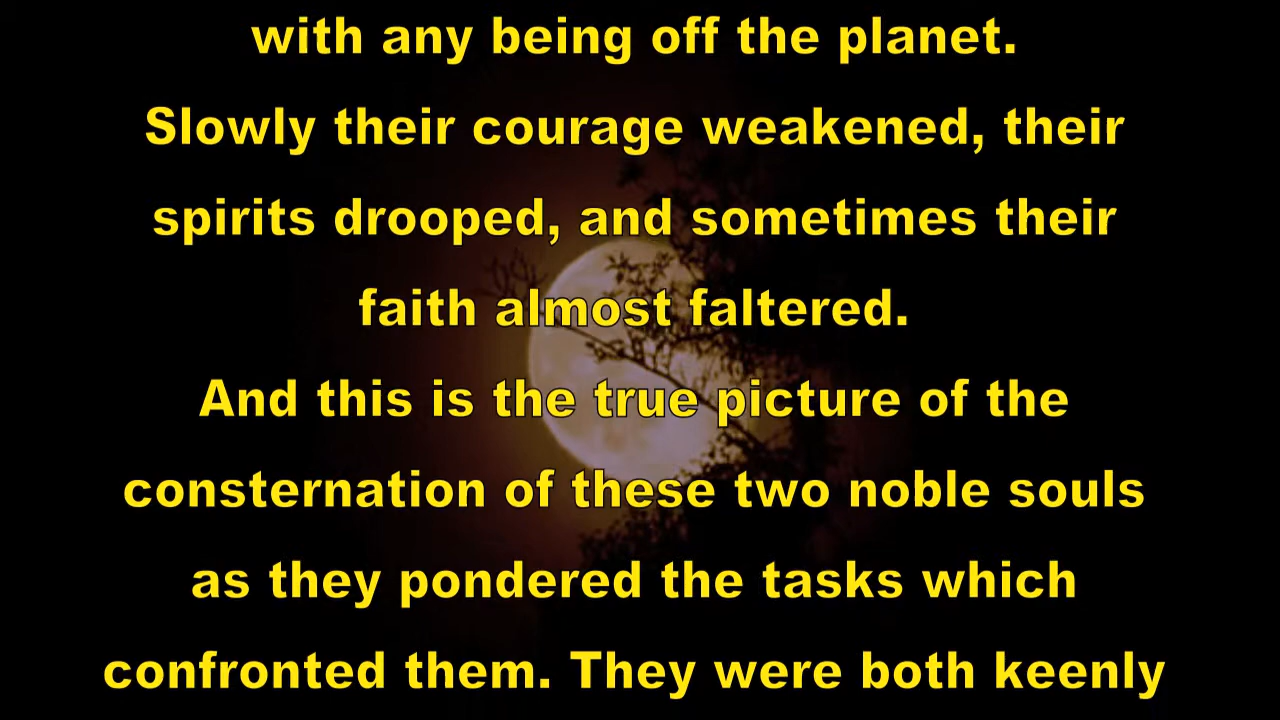 with any being off the planet.
Slowly their courage weakened, their
spirits drooped, and sometimes their
faith almost faltered.
And this is the true picture of the
consternation of these two noble souls
as they pondered the tasks which
confronted them. They were both keenly